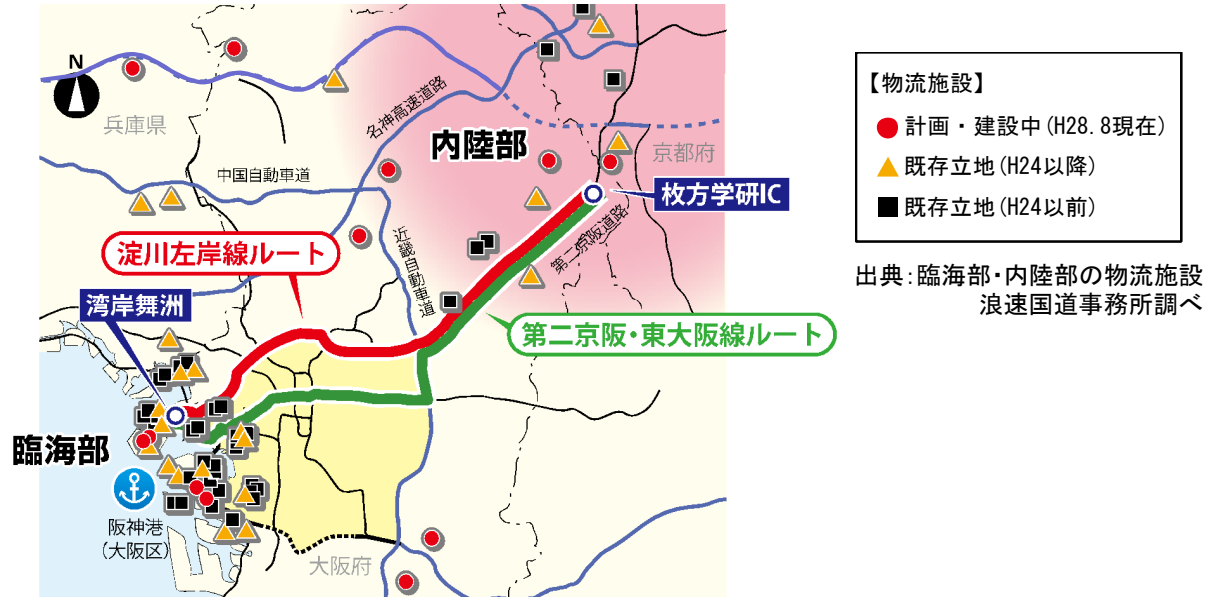 N
兵庫県
名神高速道路
内陸部
京都府
中国自動車道
枚方学研IC
淀川左岸線ルート
近畿自動車道
第二京阪道路
湾岸舞洲
第二京阪・東大阪線ルート
臨海部
阪神港
(大阪区)
大阪府
【物流施設】
計画・建設中(H28.8現在)
既存立地(H24以降)
既存立地(H24以前)
出典:臨海部・内陸部の物流施設
浪速国道事務所調べ